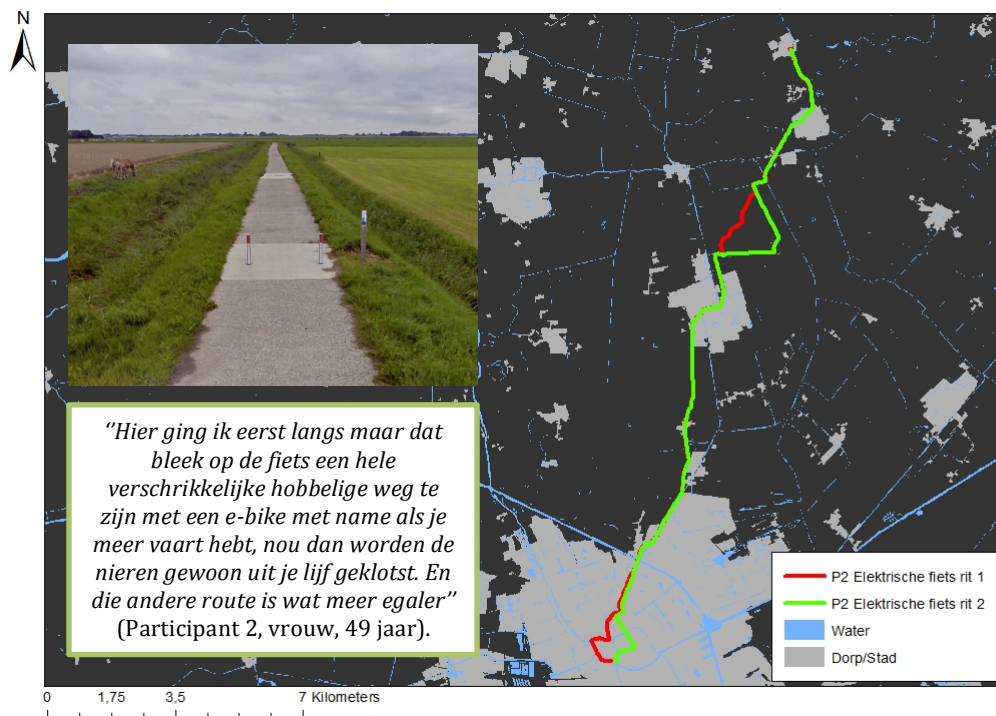 N
‘’Hier ging ik eerst langs maar dat
bleek op de fiets een hele
verschrikkelijke hobbelige weg te
zijn met een e-bike met name als je
meer vaart hebt, nou dan worden de
nieren gewoon uit je lijf geklotst. En
die andere route is wat meer egaler’’
(Participant 2, vrouw, 49 jaar).
P2 Elektrische fiets rit 1
P2 Elektrische fiets rit 2
Water
Dorp/Stad
0 1,75 3,5 7 Kilometers